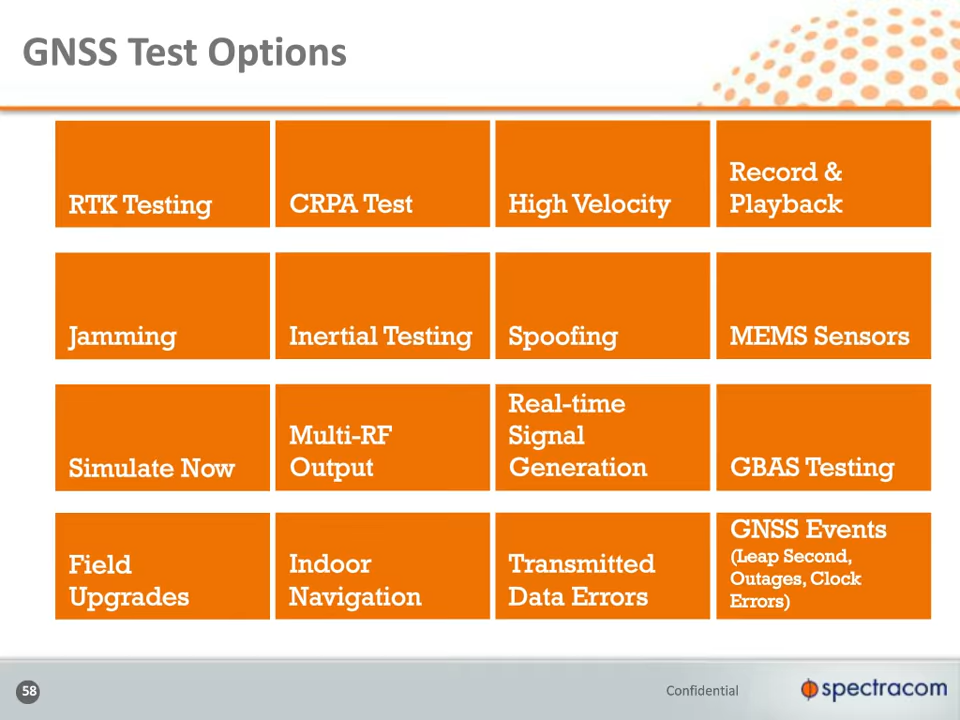 GNSS Test Options
RTK Testing
CRPA Test
High Velocity
Record &
Playback
Jamming
Inertial Testing
Spoofing
MEMS Sensors
Simulate Now
Multi-RF
Output
Real-time
Signal
Generation
GBAS Testing
Field
Upgrades
Indoor
Navigation
Transmitted
Data Errors
GNSS Events
(Leap Second,
Outages, Clock
Errors)
58
Confidential
spectracom